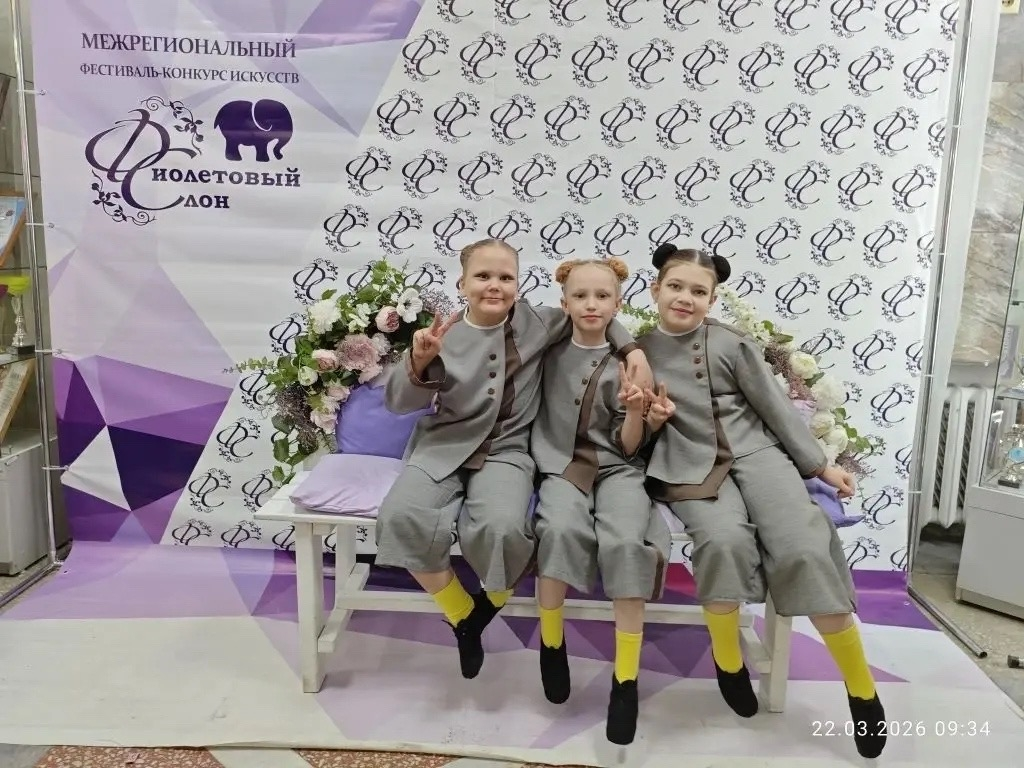 МЕЖРЕГИОНАЛЬНЫЙ
ФЕСТИВАЛЬ-КОНКУРС ИСКУССТВ
Фиолетовый
Слон
22.03.2026 09:34